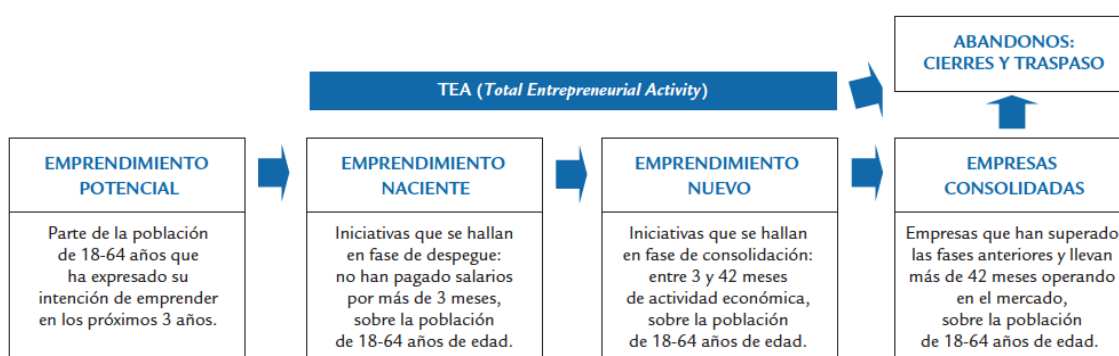 ABANDONOS:
CIERRES Y TRASPASO
TEA (Total Entrepreneurial Activity)
EMPRENDIMIENTO
POTENCIAL
Parte de la población
de 18-64 años que
ha expresado su
intención de emprender
en los próximos 3 años.
EMPRENDIMIENTO
NACIENTE
Iniciativas que se hallan
en fase de despegue:
no han pagado salarios
por más de 3 meses,
sobre la población
de 18-64 años de edad.
EMPRENDIMIENTO
NUEVO
Iniciativas que se hallan
en fase de consolidación:
entre 3 y 42 meses
de actividad económica,
sobre la población
de 18-64 años de edad.
EMPRESAS
CONSOLIDADAS
Empresas que han superado
las fases anteriores y llevan
más de 42 meses operando
en el mercado,
sobre la población
de 18-64 años de edad.